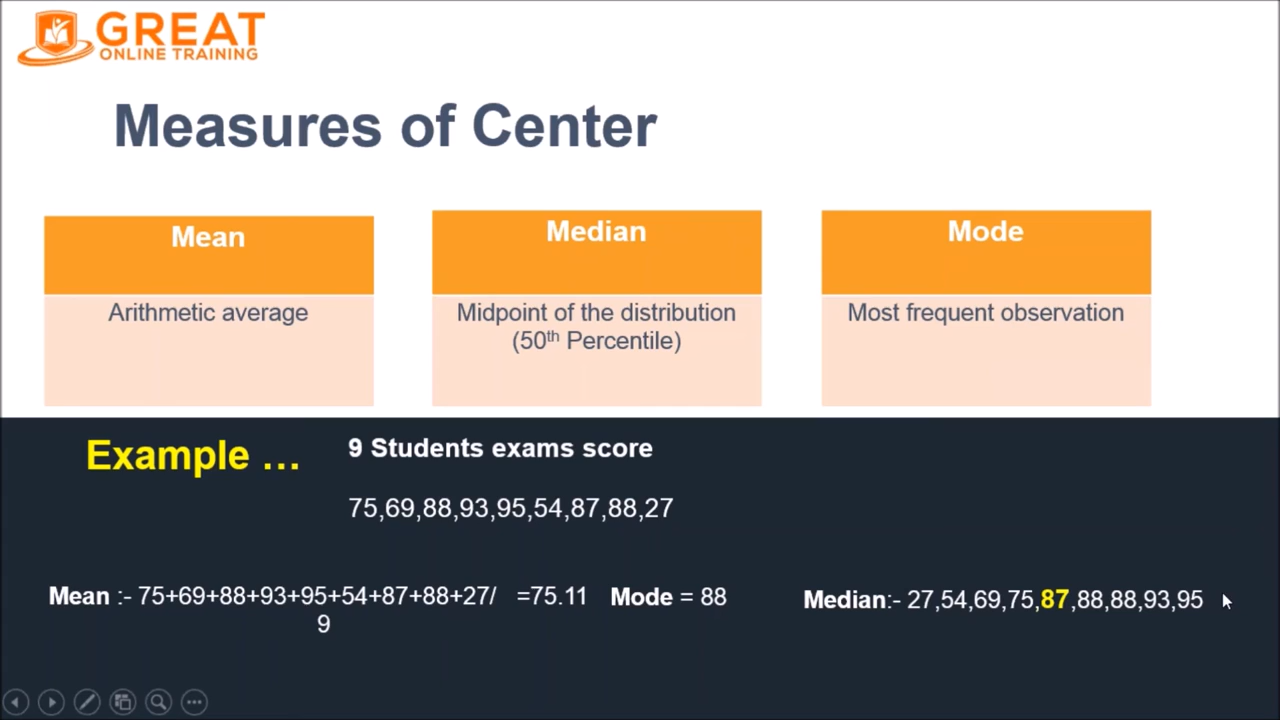 GREAT
ONLINE TRAINING
Measures of Center
Mean
Arithmetic average
Median
Midpoint of the distribution
(50th Percentile)
Mode
Most frequent observation
Example ...
9 Students exams score
75,69,88,93,95,54,87,88,27
Mean :- 75+69+88+93+95+54+87+88+27/ =75.11
9
Mode = 88
Median:- 27,54,69,75,87,88,88,93,95